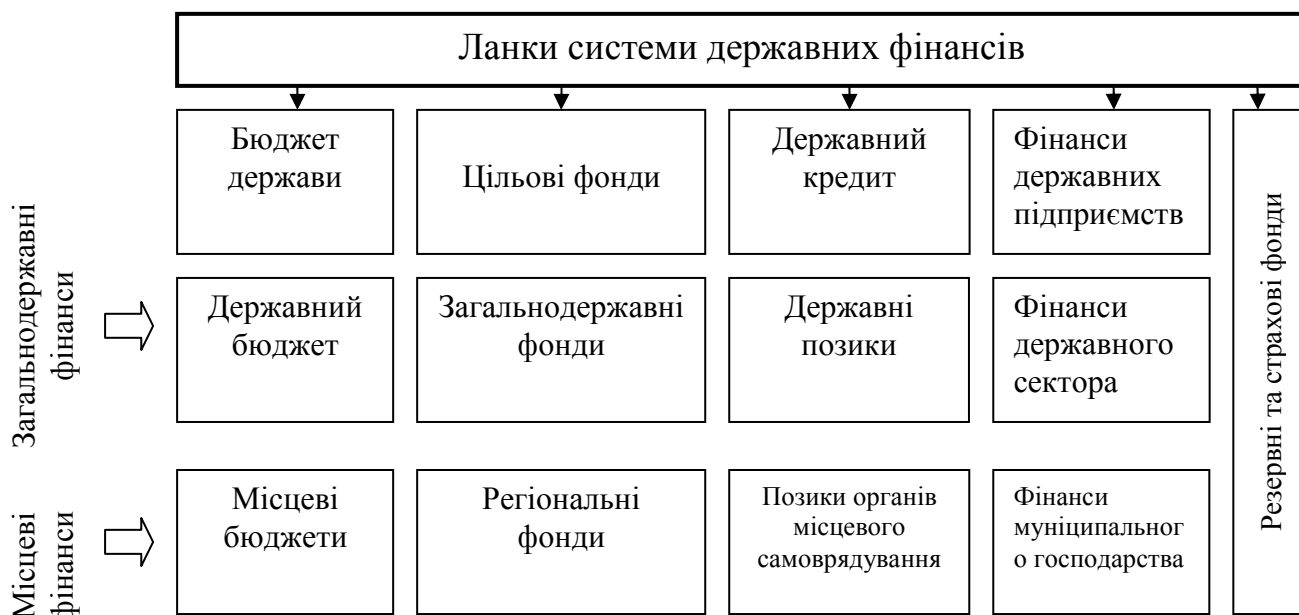 Ланки системи державних фінансів
Бюджет
держави
Цільові фонди
Державний
кредит
Фінанси
державних
підприємств
Резервні та страхові фонди
Загальнодержавні
фінанси
Державний
бюджет
Загальнодержавні
фонди
Державні
позики
Фінанси
державного
сектора
Місцеві
фінанси
Місцеві
бюджети
Регіональні
фонди
Позики органів
місцевого
самоврядування
Фінанси
муніципальног
о господарства